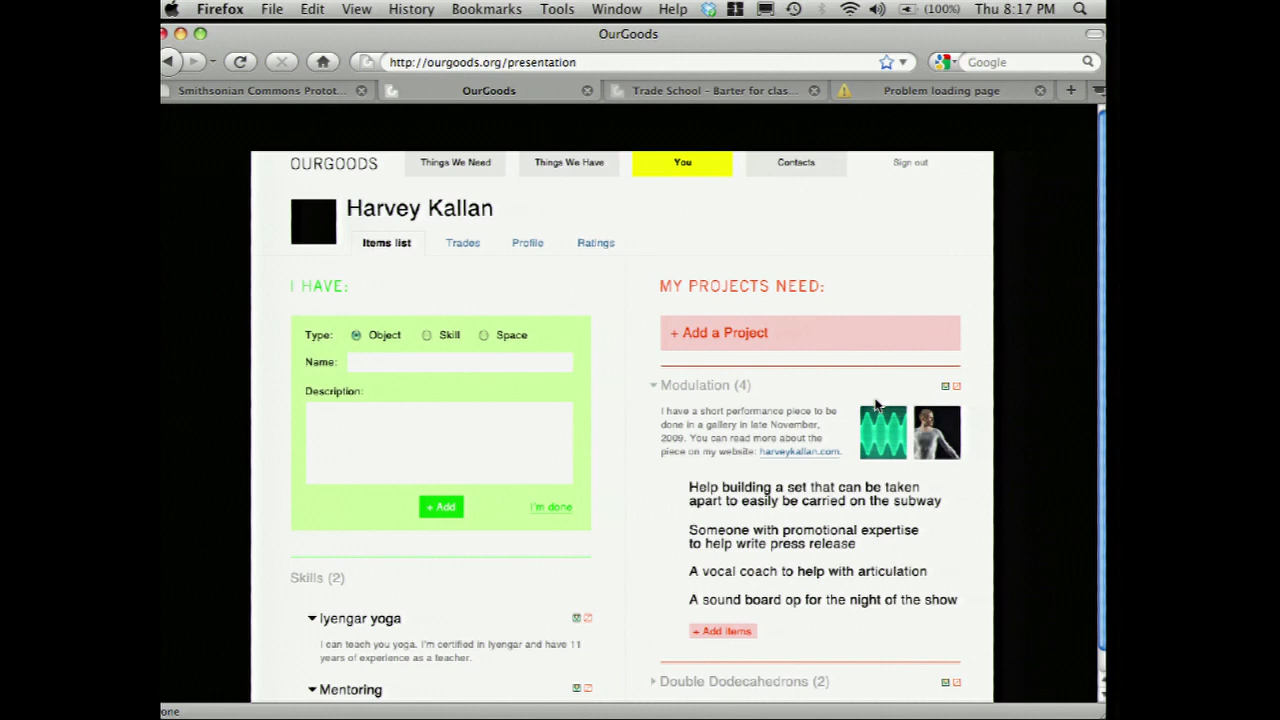 Firefox File Edit View History Bookmarks Tools Window Help (100%) Thu 8:17 PM
OurGoods
http://ourgoods.org/presentation
Google
Smithsonian Commons Protot...
OurGoods
Trade School - Barter for clas...
Problem loading page
OURGOODS
Things We Need
Things We Have
You
Contacts
Sign out
Harvey Kallan
Items list
Trades
Profile
Ratings
I HAVE:
Type: Object Skill Space
Name:
Description:
+ Add
I'm done
Skills (2)
Iyengar yoga
I can teach you yoga. I'm certified in Iyengar and have 11
years of experience as a teacher.
Mentoring
MY PROJECTS NEED:
+ Add a Project
Modulation (4)
I have a short performance piece to be
done in a gallery in late November,
2009. You can read more about the
piece on my website: harveykallan.com.
Help building a set that can be taken
apart to easily be carried on the subway
Someone with promotional expertise
to help write press release
A vocal coach to help with articulation
A sound board op for the night of the show
+ Add items
Double Dodecahedrons (2)
one